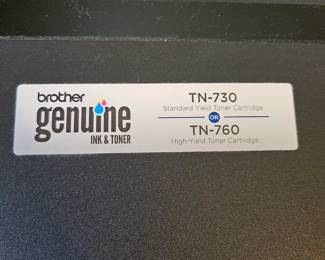 brother
genuine
INK & TONER
TN-730
Standard Yield Toner Cartridge
OR
TN-760
High-Yield Toner Cartridge